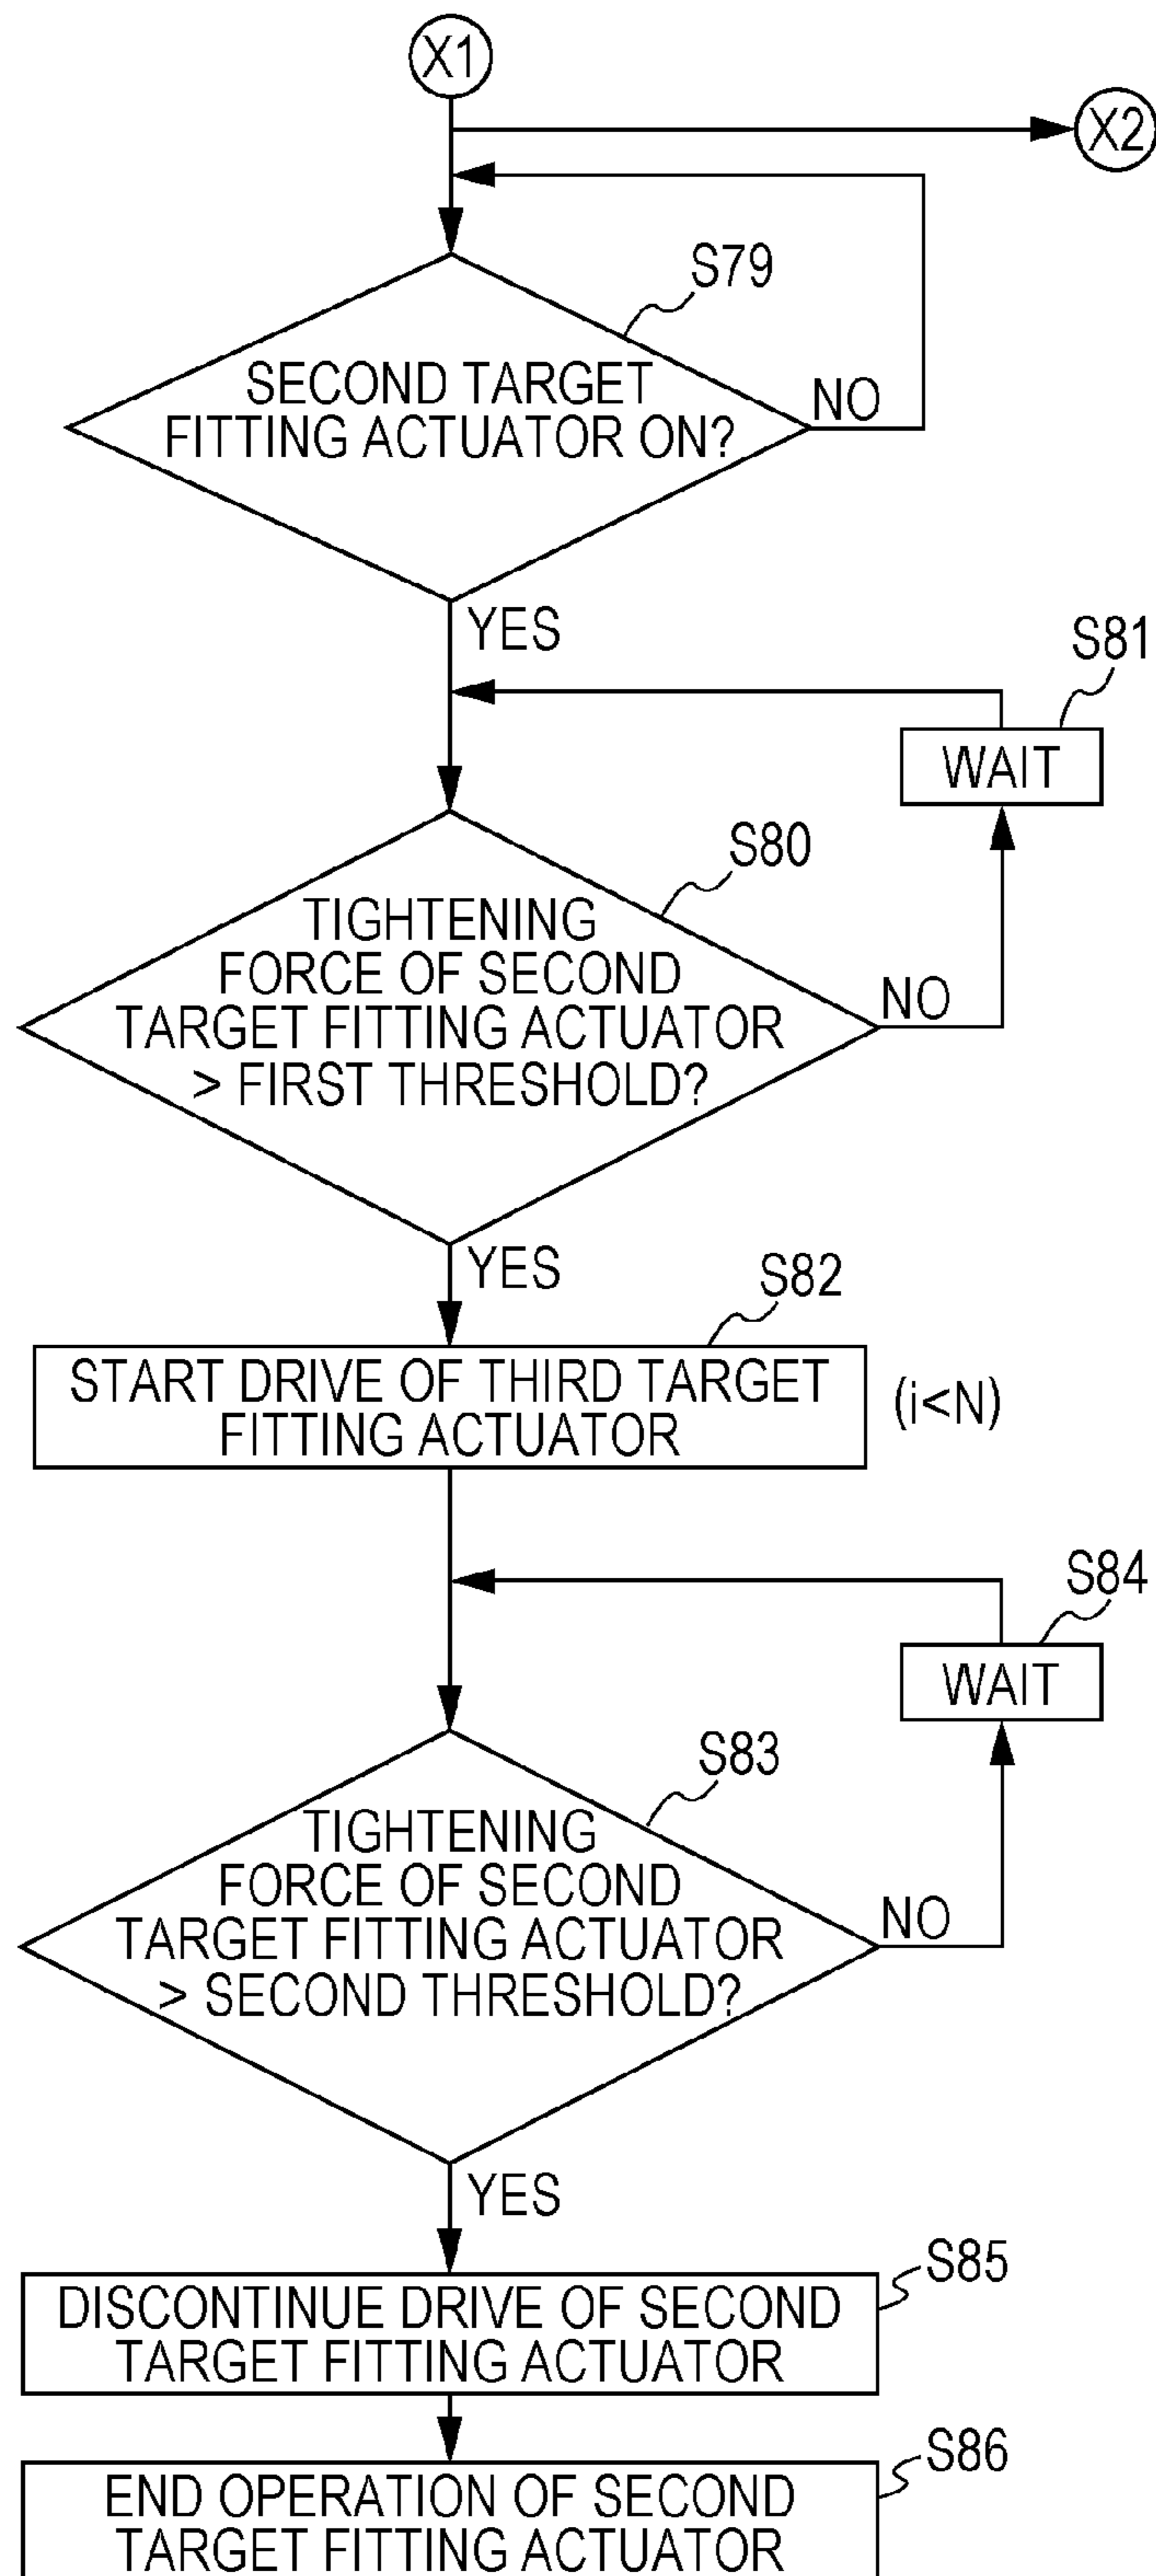 X1
X2
S79
SECOND TARGET
FITTING ACTUATOR ON?
NO
YES
S81
WAIT
S80
TIGHTENING
FORCE OF SECOND
TARGET FITTING ACTUATOR
> FIRST THRESHOLD?
NO
YES
S82
START DRIVE OF THIRD TARGET
FITTING ACTUATOR
(i<N)
S84
WAIT
S83
TIGHTENING
FORCE OF SECOND
TARGET FITTING ACTUATOR
> SECOND THRESHOLD?
NO
YES
S85
DISCONTINUE DRIVE OF SECOND
TARGET FITTING ACTUATOR
S86
END OPERATION OF SECOND
TARGET FITTING ACTUATOR